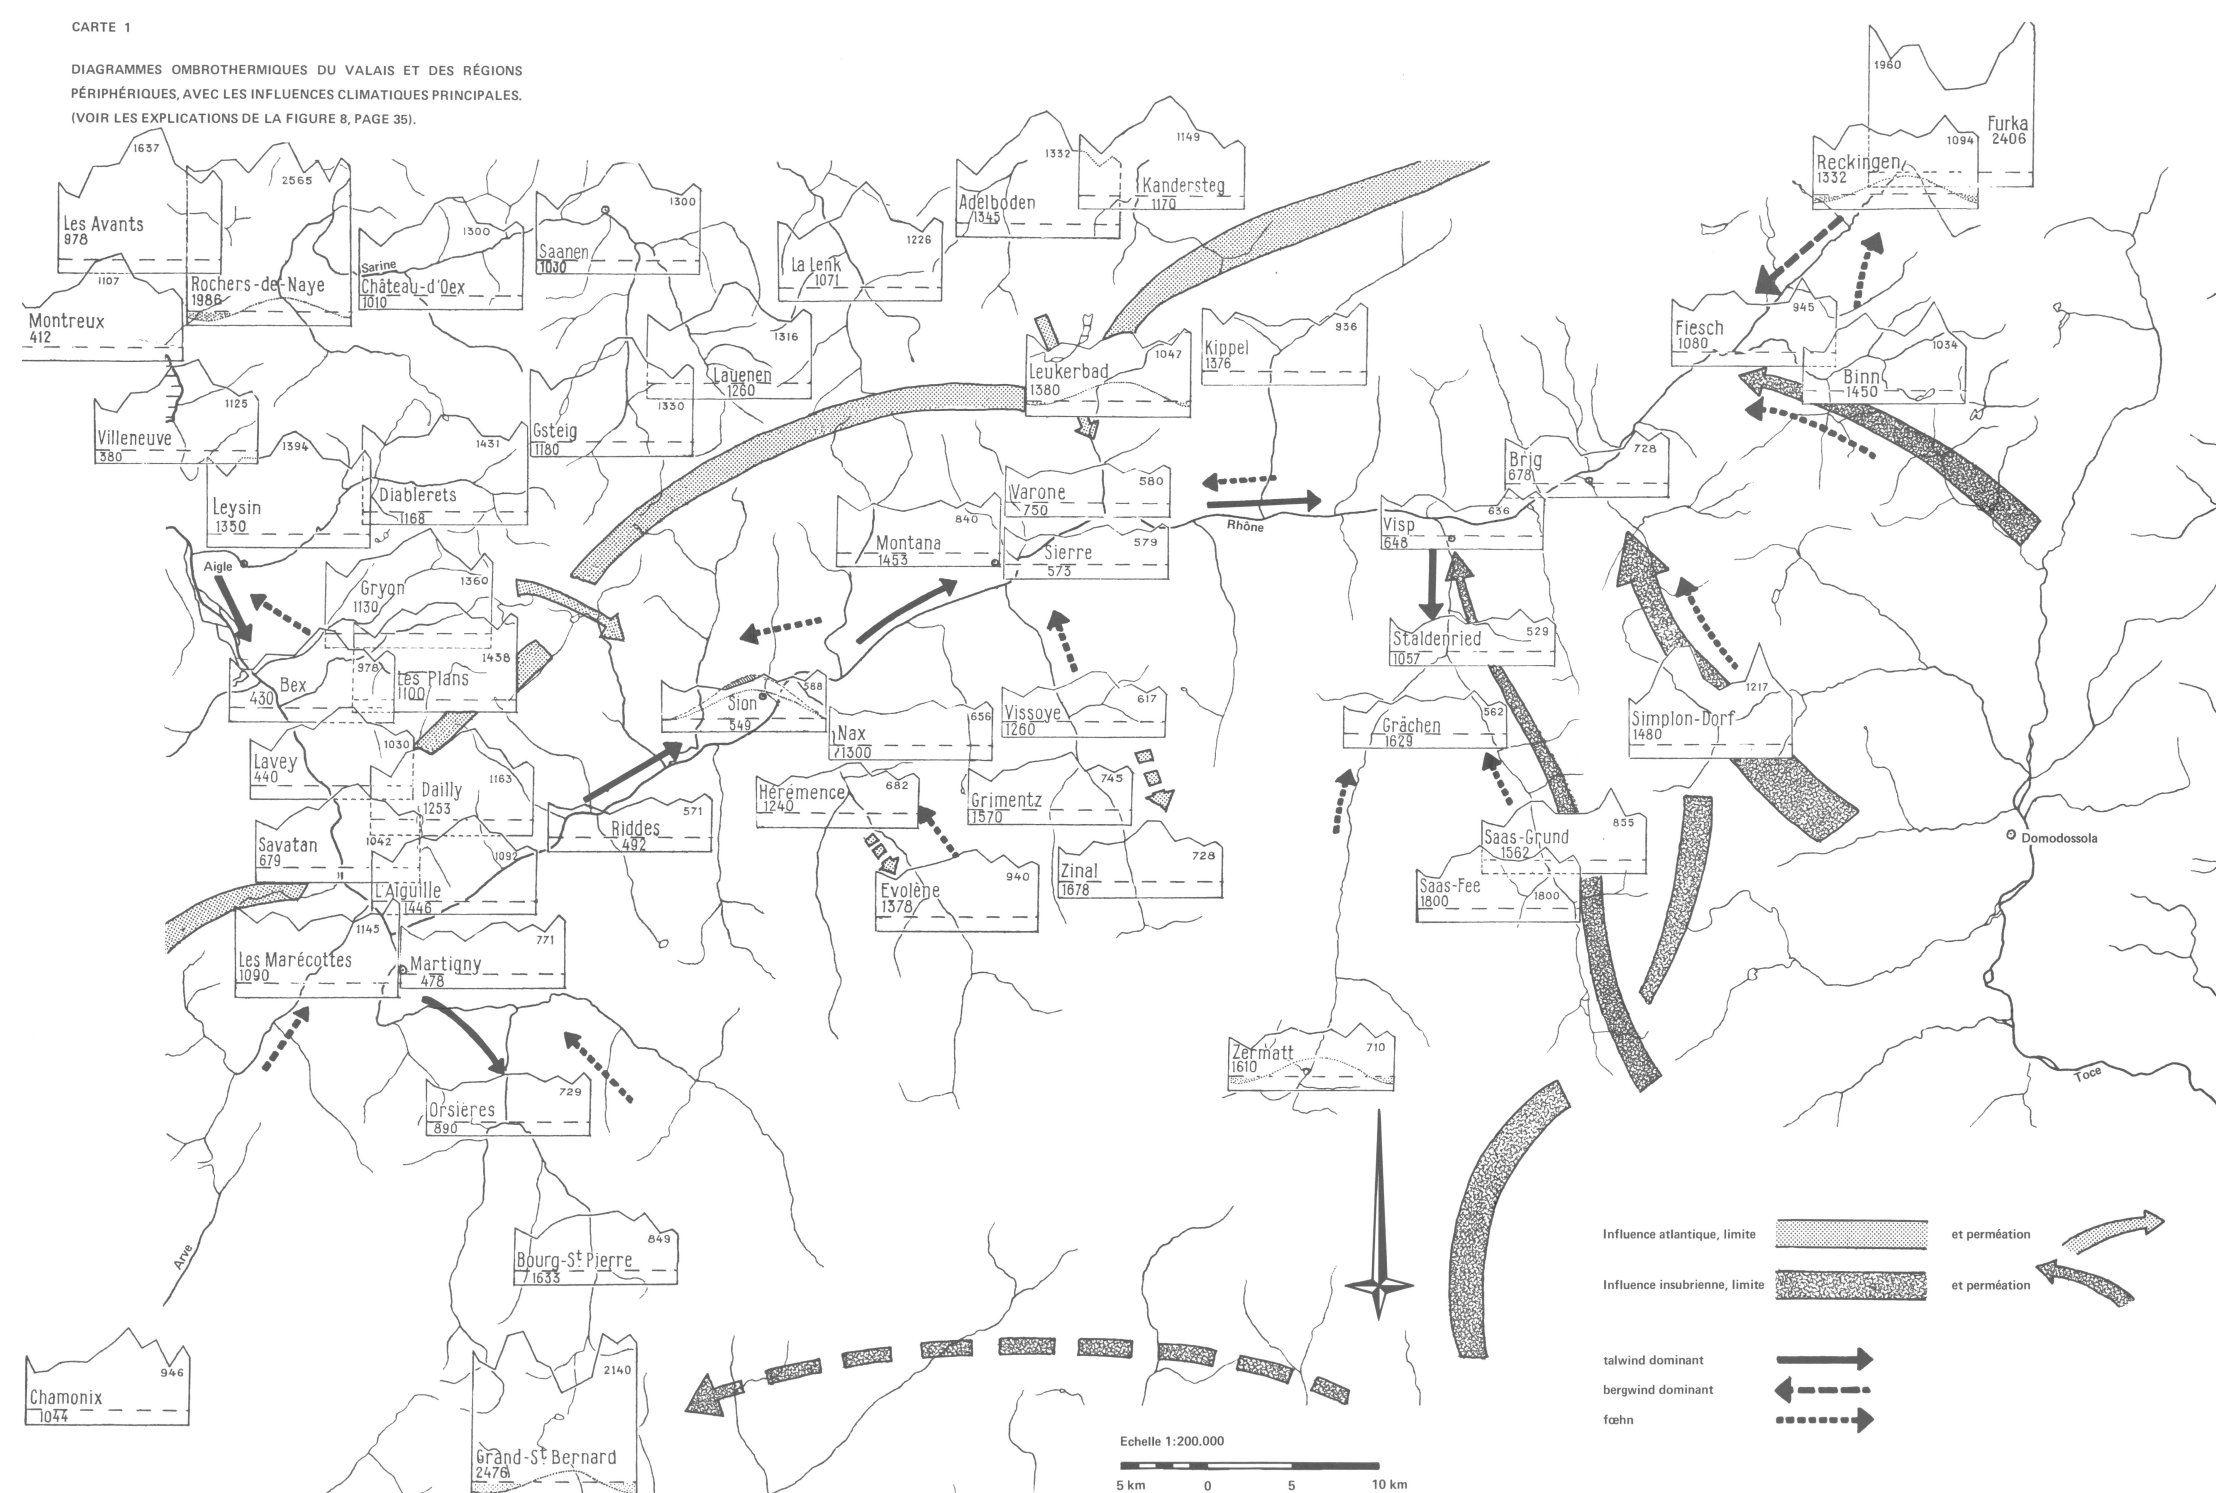 CARTE 1
DIAGRAMMES OMBROTHERMIQUES DU VALAIS ET DES RÉGIONS
PÉRIPHÉRIQUES, AVEC LES INFLUENCES CLIMATIQUES PRINCIPALES.
(VOIR LES EXPLICATIONS DE LA FIGURE 8, PAGE 35).
1960
Furka
2406
1094
Reckingen
1332
1637
Les Avants
978
2565
Rochers-de-Naye
1986
1300
Sarine
Château-d'Oex
1010
1300
Saanen
1030
1226
La Lenk
1071
1332
Adelboden
1345
1149
Kandersteg
1170
1107
Montreux
412
1316
Lauenen
1260
1047
Leukerbad
1380
936
Kippel
1376
945
Fiesch
1080
1034
Binn
1450
1125
Villeneuve
380
1330
Gsteig
1180
1394
Leysin
1350
1431
Diablerets
1168
728
Brig
678
580
Varone
750
840
Montana
1453
579
Sierre
573
Rhône
636
Visp
648
Aigle
1360
Gryon
1130
1438
Les Plans
1100
978
Bex
430
529
Staldenried
1057
588
Sion
549
656
Nax
1300
617
Vissoye
1260
562
Grächen
1629
1217
Simplon-Dorf
1480
1030
Lavey
440
1163
Dailly
1253
571
Riddes
492
682
Hérémence
1240
745
Grimentz
1570
855
Saas-Grund
1562
1042
Savatan
679
1092
L'Aiguille
1446
940
Evolène
1378
728
Zinal
1678
Saas-Fee
1800
1800
Domodossola
1145
Les Marécottes
1090
771
Martigny
478
710
Zermatt
1610
729
Orsières
890
Toce
Arve
849
Bourg-St Pierre
1633
946
Chamonix
1044
2140
Grand-St Bernard
2476
Influence atlantique, limite
et perméation
Influence insubrienne, limite
et perméation
talwind dominant
bergwind dominant
fœhn
Echelle 1:200.000
5 km 0 5 10 km